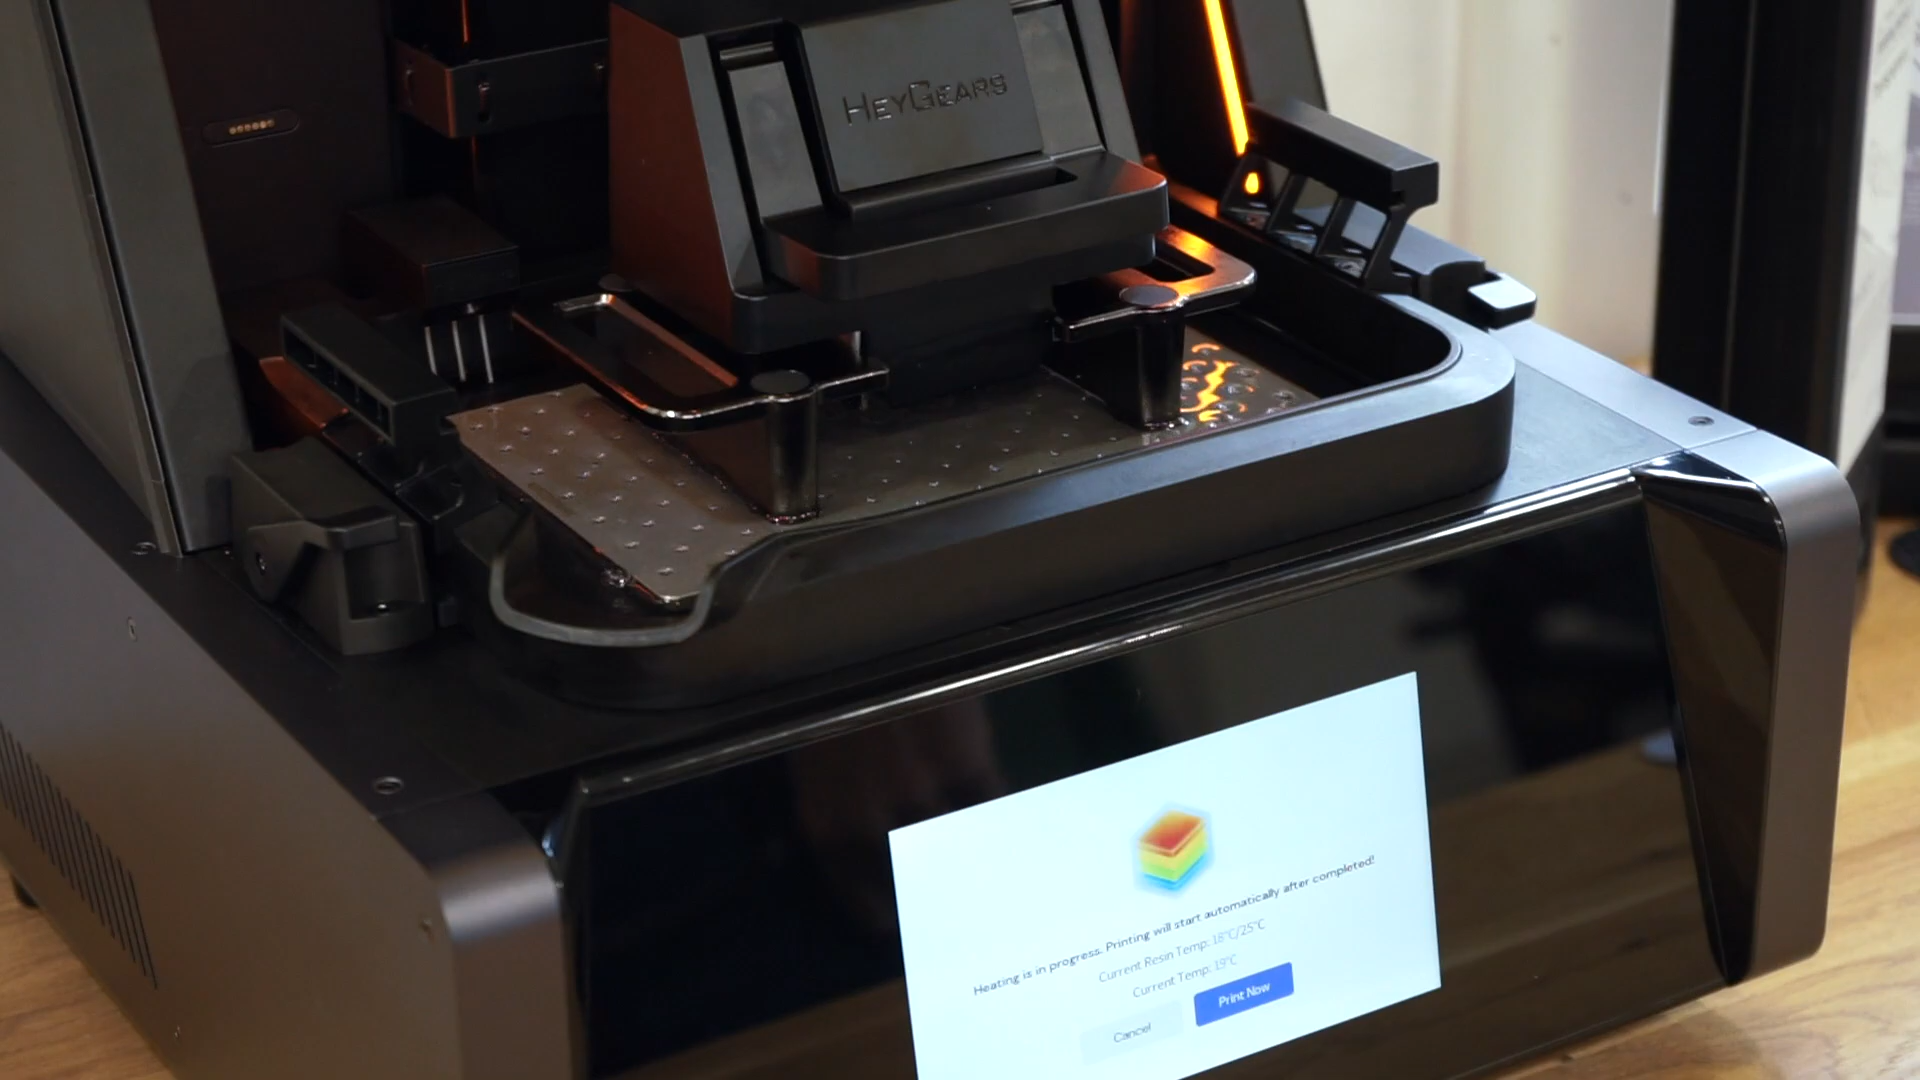 HEYGEARS
Heating is in progress. Printing will start automatically after completed!
Current Resin Temp: 18°C/25°C
Current Temp: 19°C
Cancel
Print Now